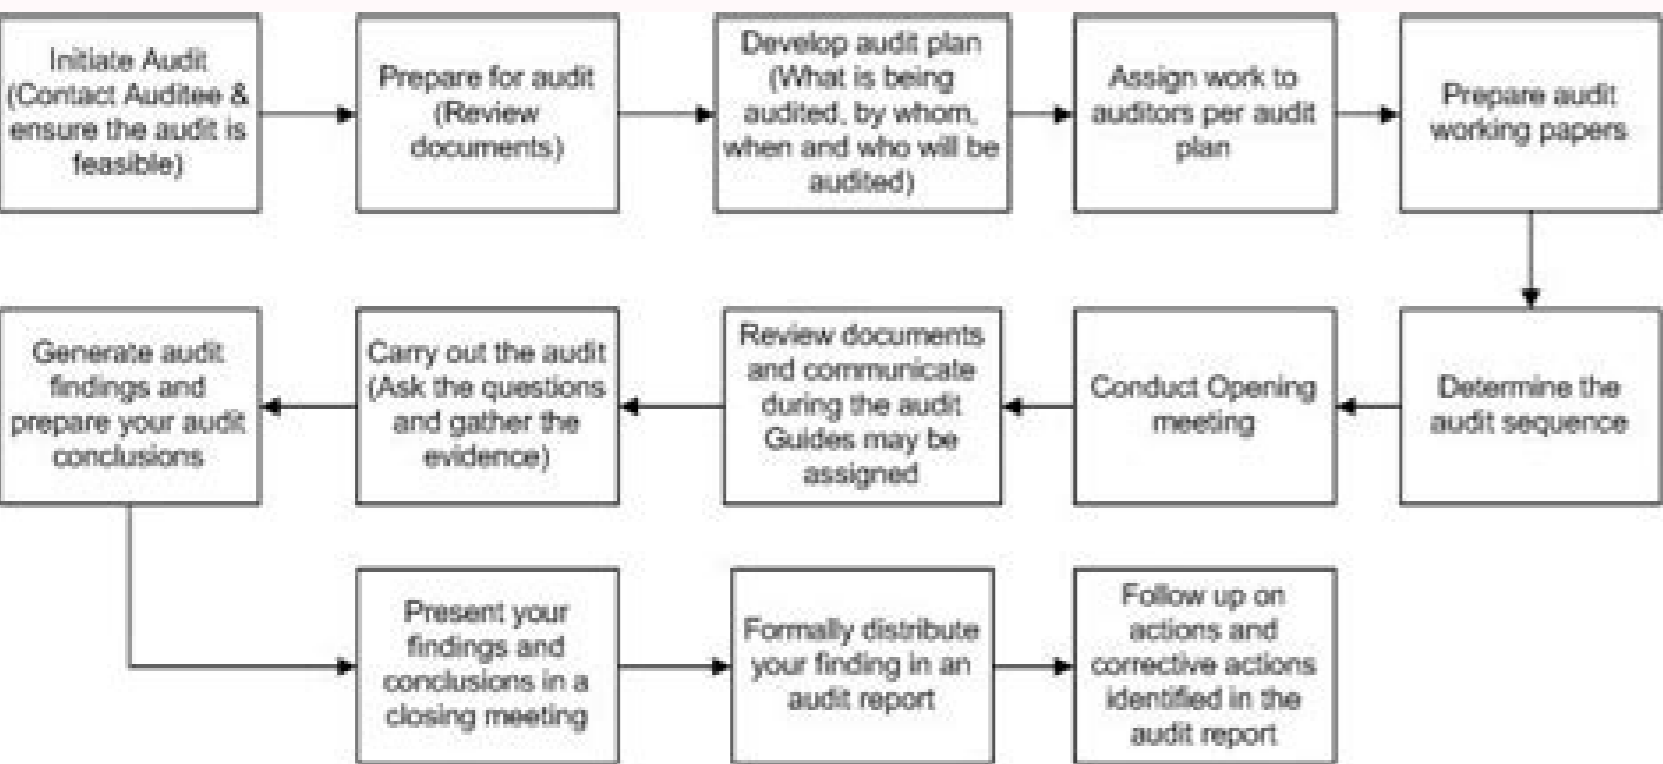 Initiate Audit
(Contact Auditee &
ensure the audit is
feasible)
Prepare for audit
(Review
documents)
Develop audit plan
(What is being
audited, by whom,
when and who will be
audited)
Assign work to
auditors per audit
plan
Prepare audit
working papers
Determine the
audit sequence
Conduct Opening
meeting
Review documents
and communicate
during the audit
Guides may be
assigned
Carry out the audit
(Ask the questions
and gather the
evidence)
Generate audit
findings and
prepare your audit
conclusions
Present your
findings and
conclusions in a
closing meeting
Formally distribute
your finding in an
audit report
Follow up on
actions and
corrective actions
identified in the
audit report